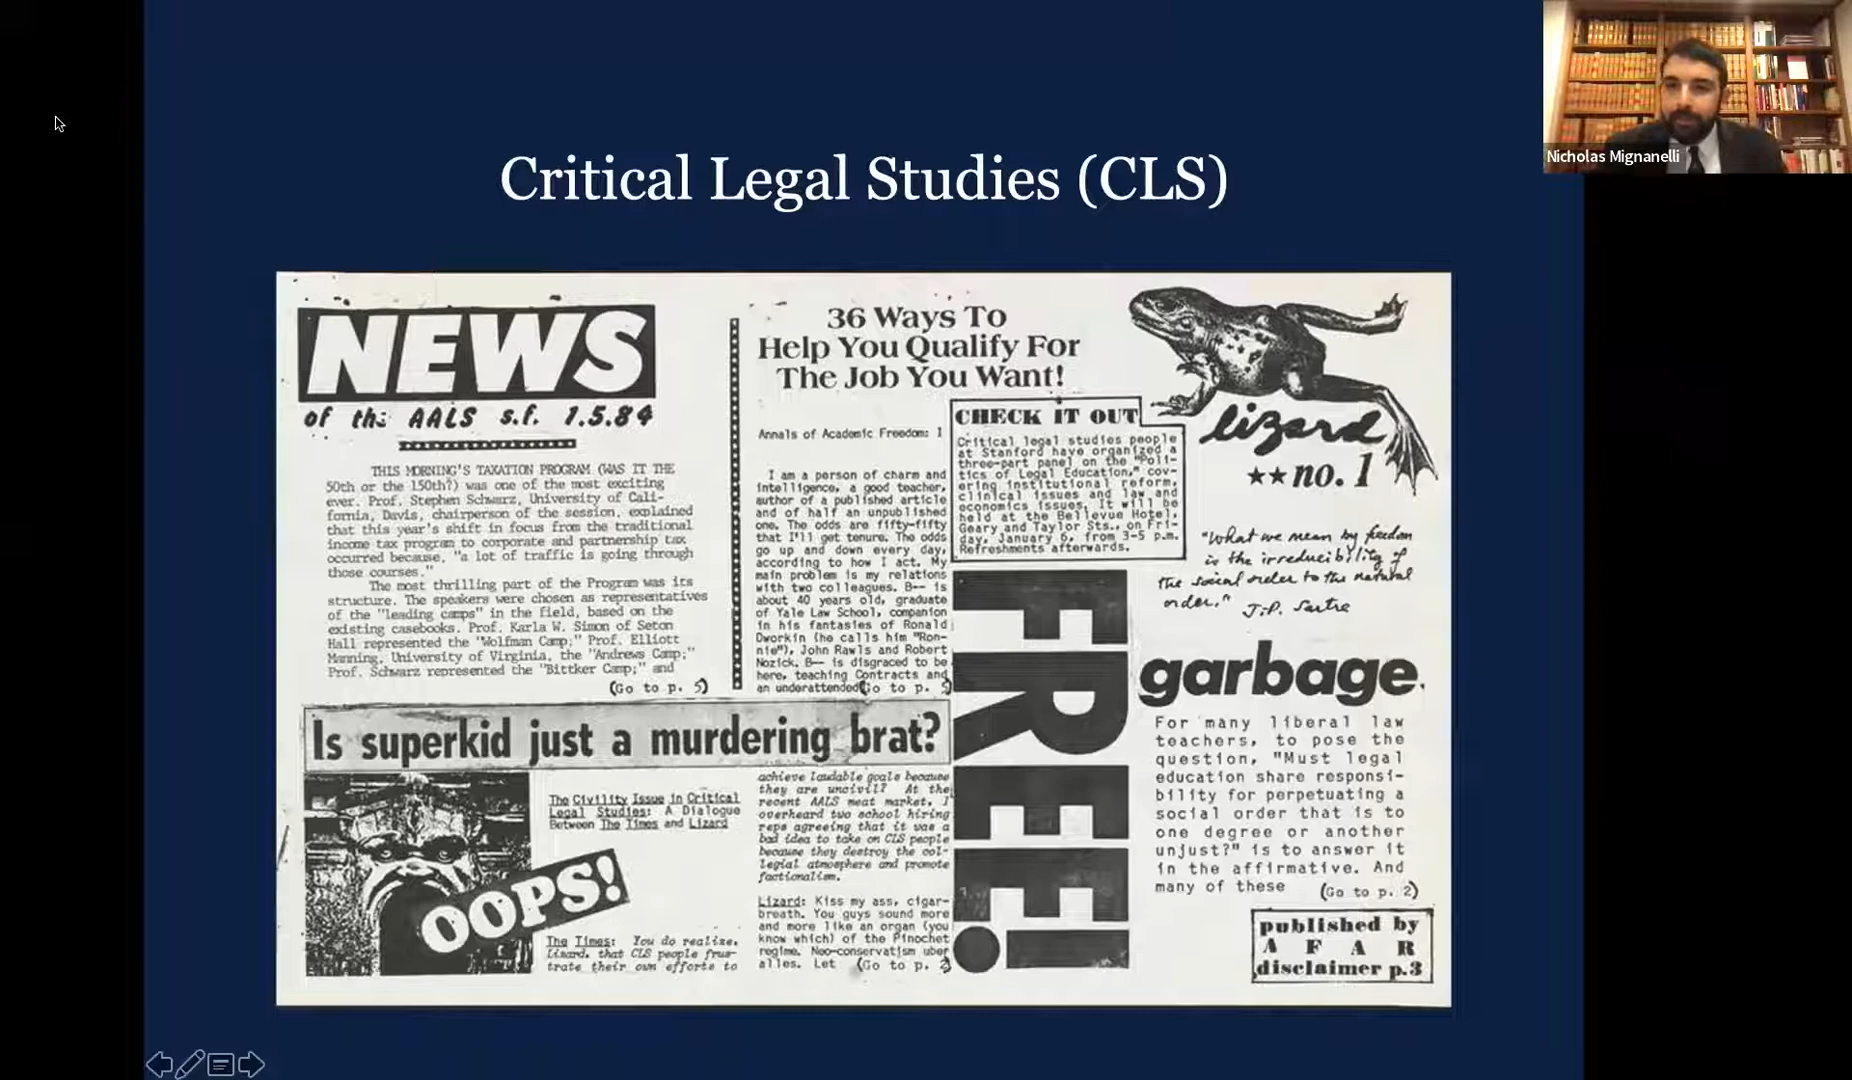 Nicholas Mignanelli
Critical Legal Studies (CLS)
NEWS
of the AALS s.f. 1.5.84
THIS MORNING'S TAXATION PROGRAM (WAS IT THE
50th or the 150th?) was one of the most exciting
ever. Prof. Stephen Schwarz, University of Cali-
fornia, Davis, chairperson of the session, explained
that this year's shift in focus from the traditional
income tax program to corporate and partnership tax
occurred because, "a lot of traffic is going through
those courses."
The most thrilling part of the Program was its
structure. The speakers were chosen as representatives
of the "leading camps" in the field, based on the
existing casebooks. Prof. Karla W. Simon of Seton
Hall represented the "Wolfman Camp;" Prof. Elliott
Manning, University of Virginia, the "Andrews Camp;"
Prof. Schwarz represented the "Bittker Camp;" and
(Go to p. 5)
36 Ways To
Help You Qualify For
The Job You Want!
Annals of Academic Freedom: 1
I am a person of charm and
intelligence, a good teacher,
author of a published article
and of half an unpublished
one. The odds are fifty-fifty
that I'll get tenure. The odds
go up and down every day,
according to how I act. My
main problem is my relations
with two colleagues. B-- is
about 40 years old, graduate
of Yale Law School, companion
in his fantasies of Ronald
Dworkin (he calls him "Ron-
nie"), John Rawls and Robert
Nozick. B-- is disgraced to be
here, teaching Contracts and
an underattended (Go to p. 5)
CHECK IT OUT
Critical legal studies people
at Stanford have organized a
three-part panel on the "Poli-
tics of Legal Education," cov-
ering institutional reform,
clinical issues and law and
economics issues. It will be
held at the Bellevue Hotel,
Geary and Taylor Sts., on Fri-
day, January 6, from 3-5 p.m.
Refreshments afterwards.
lizard
★★no. 1
"What we mean by freedom
is the irreducibility of
the social order to the natural
order."
J.P. Sartre
FREE!
garbage.
For many liberal law
teachers, to pose the
question, "Must legal
education share responsi-
bility for perpetuating a
social order that is to
one degree or another
unjust?" is to answer it
in the affirmative. And
many of these (Go to p. 2)
published by
A F A R
disclaimer p.3
Is superkid just a murdering brat?
OOPS!
The Civility Issue in Critical
Legal Studies: A Dialogue
Between The Times and Lizard
The Times: You do realize,
Lizard, that CLS people frus-
trate their own efforts to
achieve laudable goals because
they are uncivil? At the
recent AALS meat market, I
overheard two school hiring
reps agreeing that it was a
bad idea to take on CLS people
because they destroy the col-
legial atmosphere and promote
factionalism.
Lizard: Kiss my ass, cigar-
breath. You guys sound more
and more like an organ (you
know which) of the Pinochet
regime. Neo-conservatism uber
alles. Let (Go to p. 2)